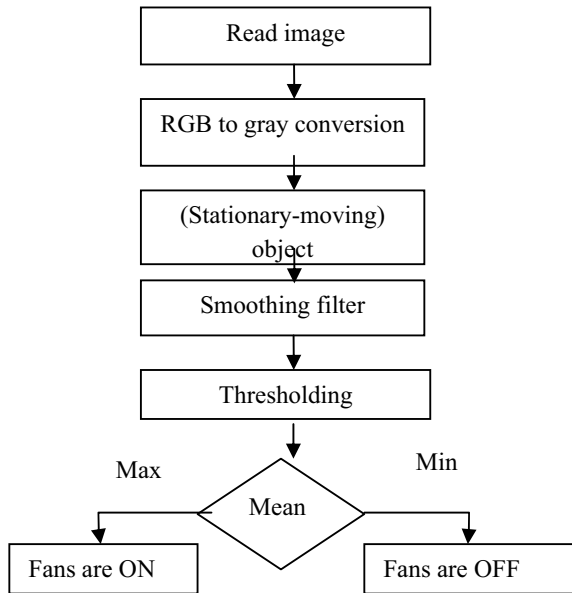 Read image
RGB to gray conversion
(Stationary-moving)
object
Smoothing filter
Thresholding
Max
Min
Mean
Fans are ON
Fans are OFF